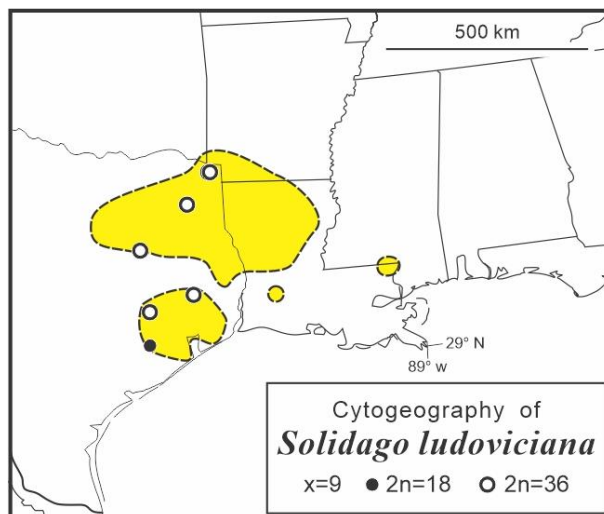 500 km
29° N
89° w
Cytogeography of
Solidago ludoviciana
x=9 ● 2n=18 ○ 2n=36